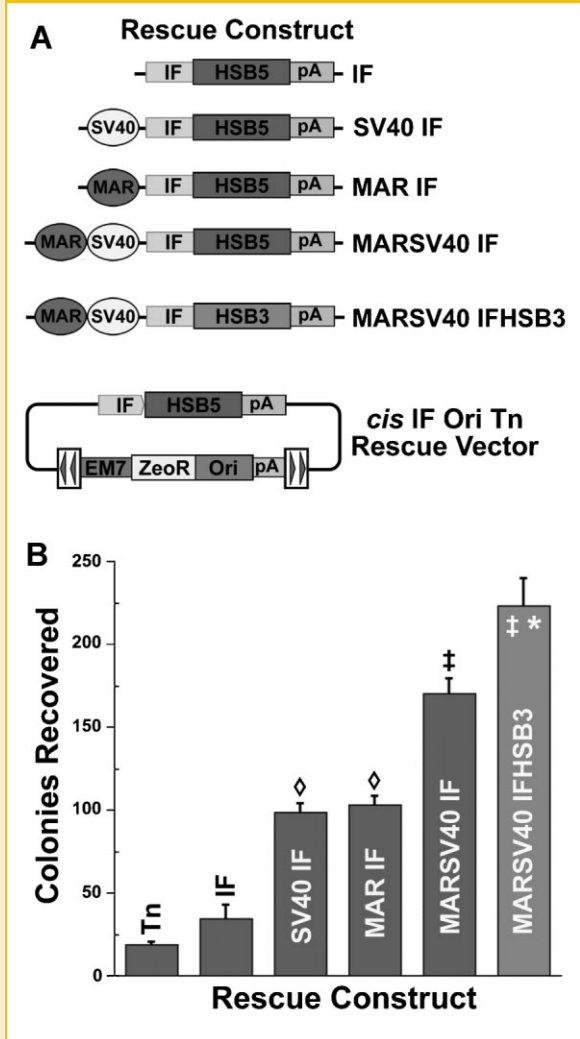 A
Rescue Construct
IF HSB5 pA IF
SV40 IF HSB5 pA SV40 IF
MAR IF HSB5 pA MAR IF
MAR SV40 IF HSB5 pA MARSV40 IF
MAR SV40 IF HSB3 pA MARSV40 IFHSB3
IF HSB5 pA
cis IF Ori Tn
Rescue Vector
EM7 ZeoR Ori pA
B
Colonies Recovered
250
200
150
100
50
0
Tn
IF
◊
SV40 IF
◊
MAR IF
‡
MARSV40 IF
‡ *
MARSV40 IFHSB3
Rescue Construct